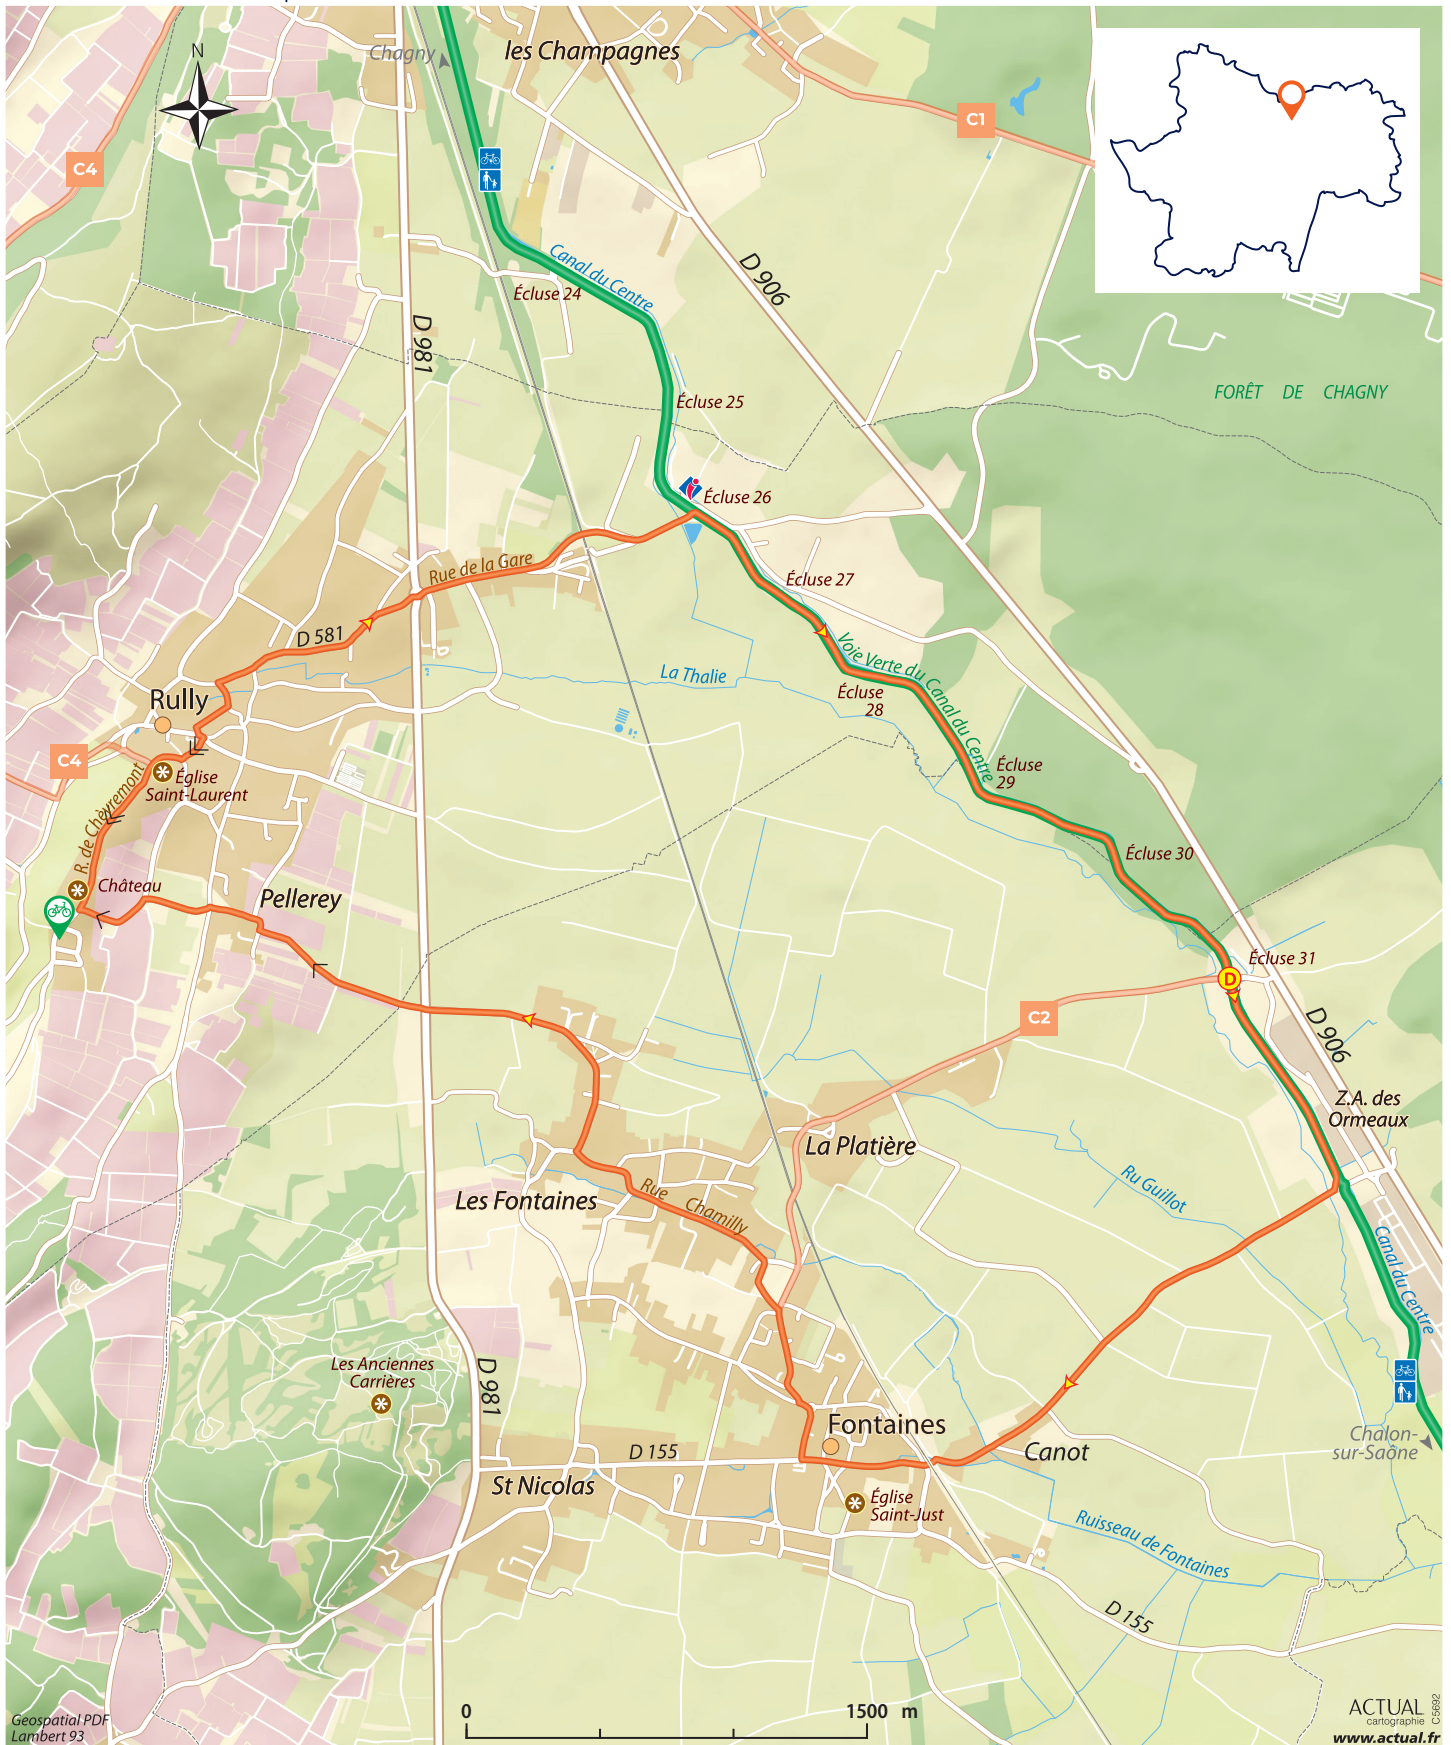 N
Chagny
les Champagnes
C1
C4
Canal du Centre
Écluse 24
D 906
D 981
Écluse 25
FORÊT DE CHAGNY
Écluse 26
Rue de la Gare
Écluse 27
D 581
Voie Verte du Canal du Centre
La Thalie
Écluse
28
Rully
C4
Écluse
29
Église
Saint-Laurent
R. de Chèvremont
Écluse 30
Château
Pellerey
Écluse 31
D
C2
D 906
Z.A. des
Ormeaux
La Platière
Ru Guillot
Les Fontaines
Rue Chamilly
Canal du Centre
Les Anciennes
Carrières
D 981
Fontaines
Canot
Chalon-
sur-Saône
D 155
St Nicolas
Église
Saint-Just
Ruisseau de Fontaines
D 155
0
1500 m
Geospatial PDF
Lambert 93
ACTUAL
cartographie
C5692
www.actual.fr